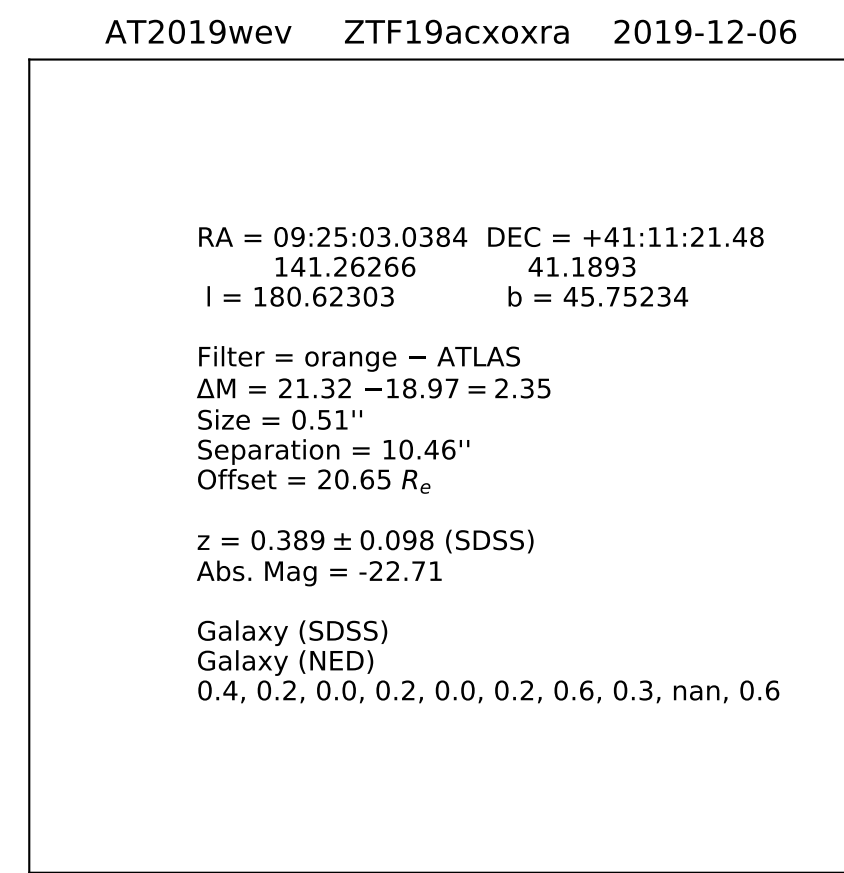 AT2019wev ZTF19acxoxra 2019-12-06
RA = 09:25:03.0384 DEC = +41:11:21.48
141.26266 41.1893
l = 180.62303 b = 45.75234
Filter = orange − ATLAS
ΔM = 21.32 −18.97 = 2.35
Size = 0.51''
Separation = 10.46''
Offset = 20.65 Rₑ
z = 0.389 ± 0.098 (SDSS)
Abs. Mag = -22.71
Galaxy (SDSS)
Galaxy (NED)
0.4, 0.2, 0.0, 0.2, 0.0, 0.2, 0.6, 0.3, nan, 0.6